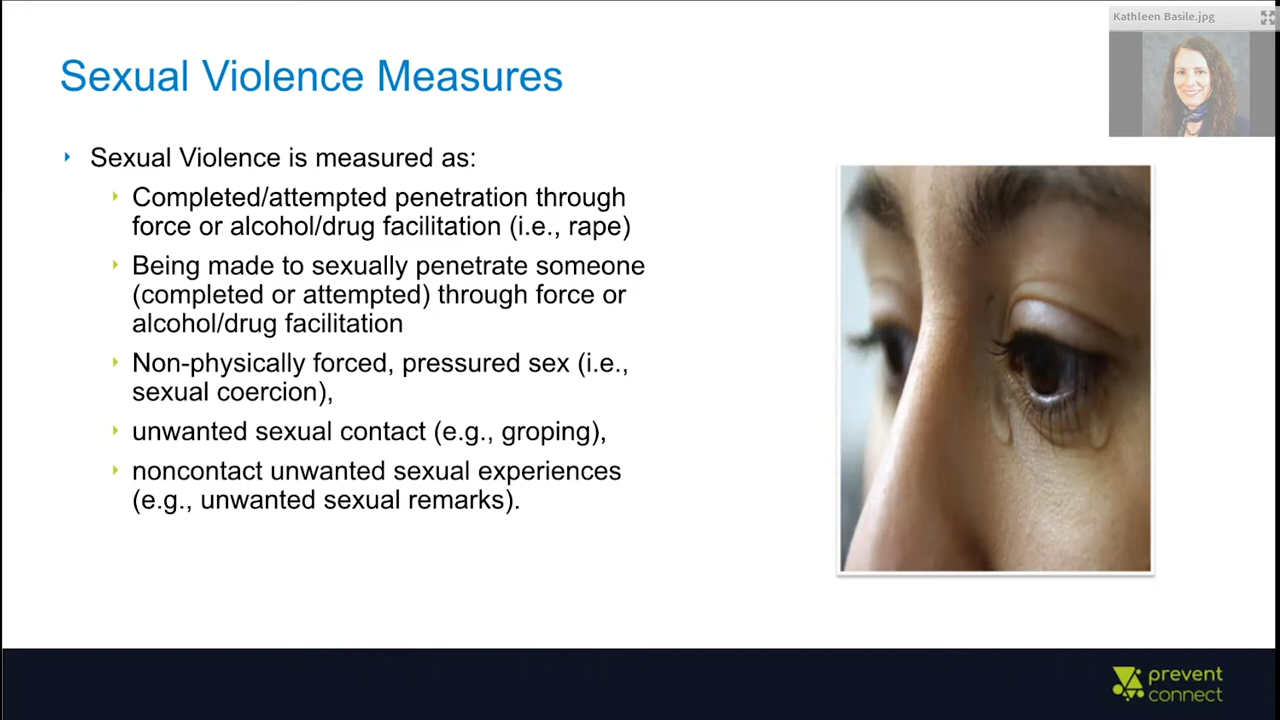 Kathleen Basile.jpg
Sexual Violence Measures
Sexual Violence is measured as:
Completed/attempted penetration through
force or alcohol/drug facilitation (i.e., rape)
Being made to sexually penetrate someone
(completed or attempted) through force or
alcohol/drug facilitation
Non-physically forced, pressured sex (i.e.,
sexual coercion),
unwanted sexual contact (e.g., groping),
noncontact unwanted sexual experiences
(e.g., unwanted sexual remarks).
prevent
connect